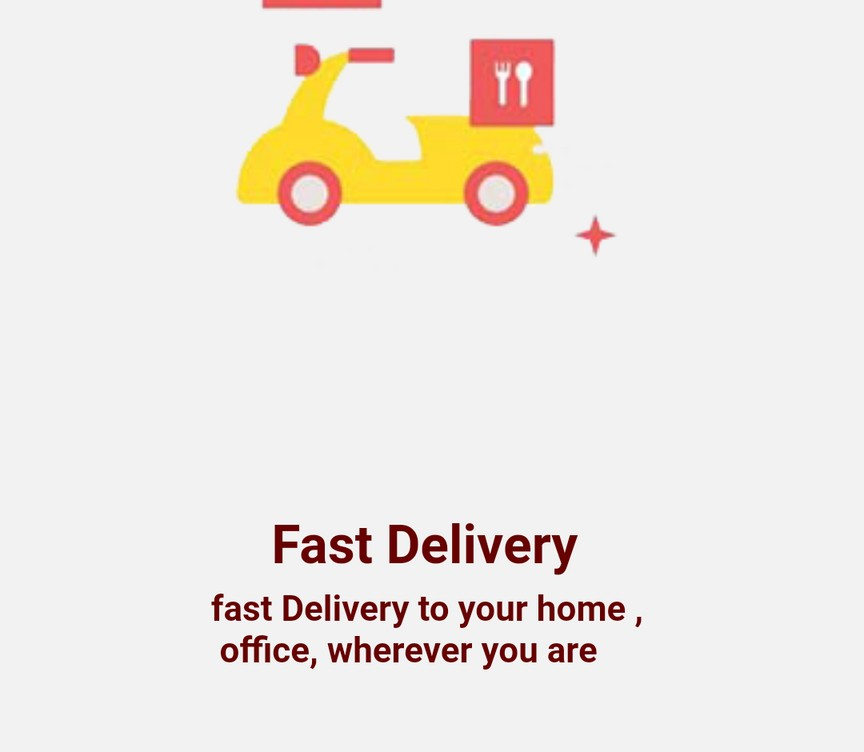 Fast Delivery
fast Delivery to your home ,
office, wherever you are